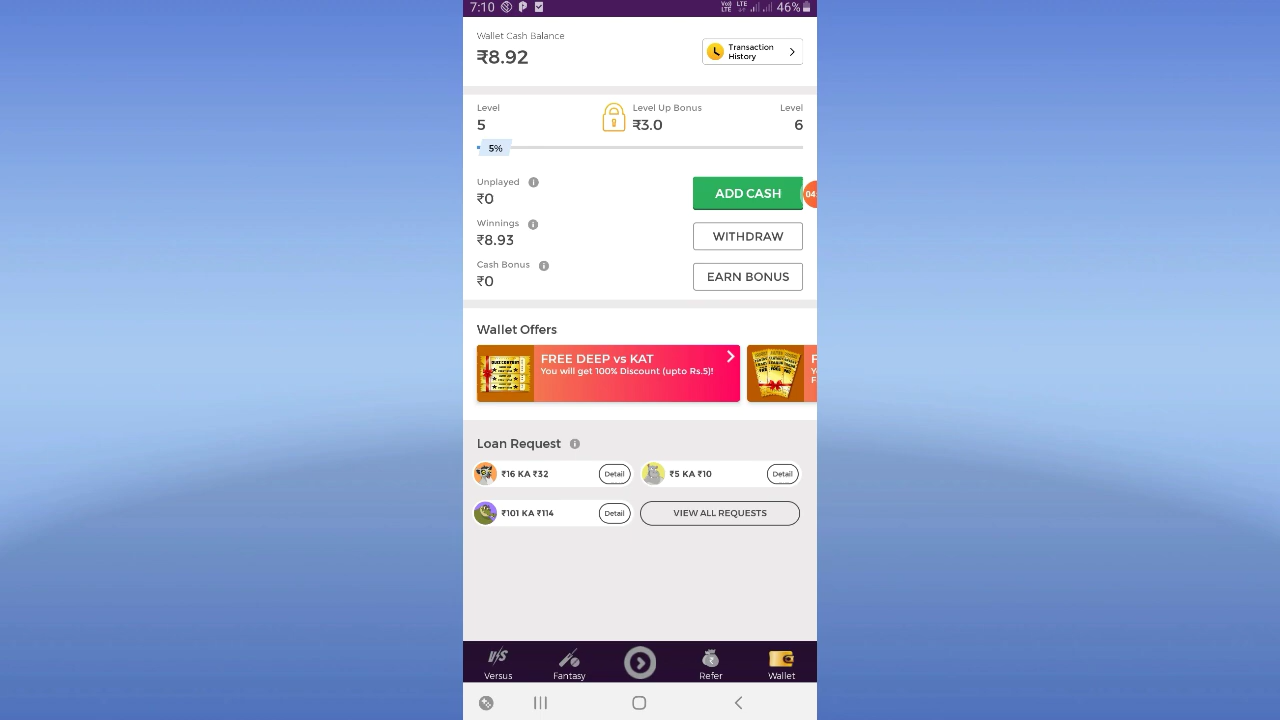 7:10 46%
Wallet Cash Balance
₹8.92
Transaction
History
Level
5
Level Up Bonus
₹3.0
Level
6
5%
Unplayed
₹0
ADD CASH
04
Winnings
₹8.93
WITHDRAW
Cash Bonus
₹0
EARN BONUS
Wallet Offers
FREE DEEP vs KAT
You will get 100% Discount (upto Rs.5)!
Loan Request
₹16 KA ₹32 Detail
₹5 KA ₹10 Detail
₹101 KA ₹114 Detail
VIEW ALL REQUESTS
Versus Fantasy Refer Wallet